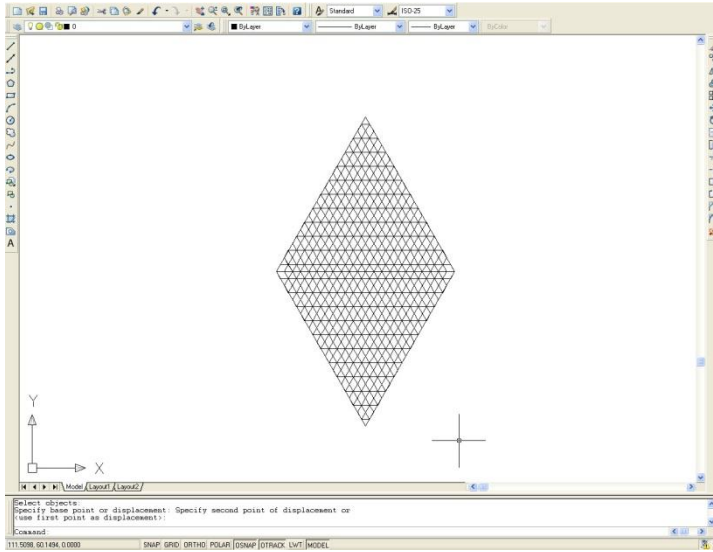 Standard ISO-25
0 ByLayer ByLayer ByLayer ByColor
A
Y
X
Model Layout1 Layout2
Select objects:
Specify base point or displacement: Specify second point of displacement or
<use first point as displacement>:
Command:
111.5098, 60.1494, 0.0000 SNAP GRID ORTHO POLAR OSNAP OTRACK LWT MODEL